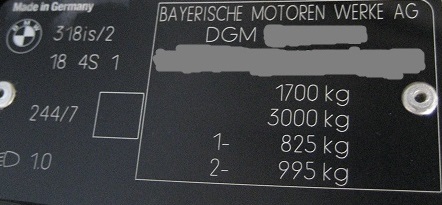 Made in Germany
BMW 318is/2
18 4S 1
244/7
1.0
BAYERISCHE MOTOREN WERKE AG
DGM
1700 kg
3000 kg
1- 825 kg
2- 995 kg